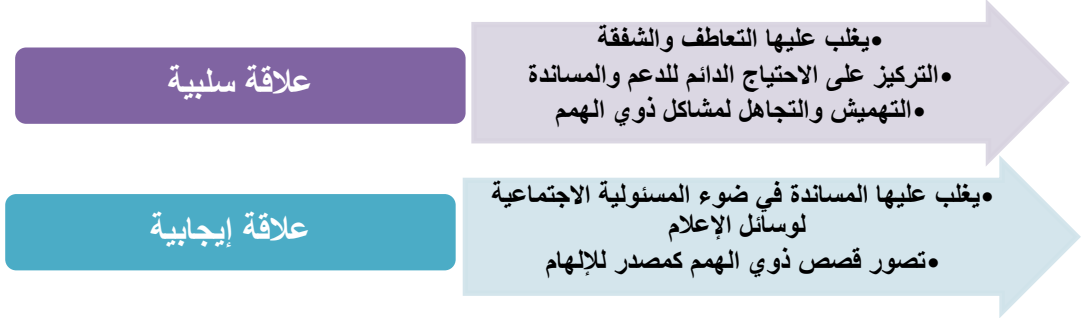 علاقة سلبية
•يغلب عليها التعاطف والشفقة
•التركيز على الاحتياج الدائم للدعم والمساندة
•التهميش والتجاهل لمشاكل ذوي الهمم
علاقة إيجابية
•يغلب عليها المساندة في ضوء المسئولية الاجتماعية
لوسائل الإعلام
•تصور قصص ذوي الهمم كمصدر للإلهام